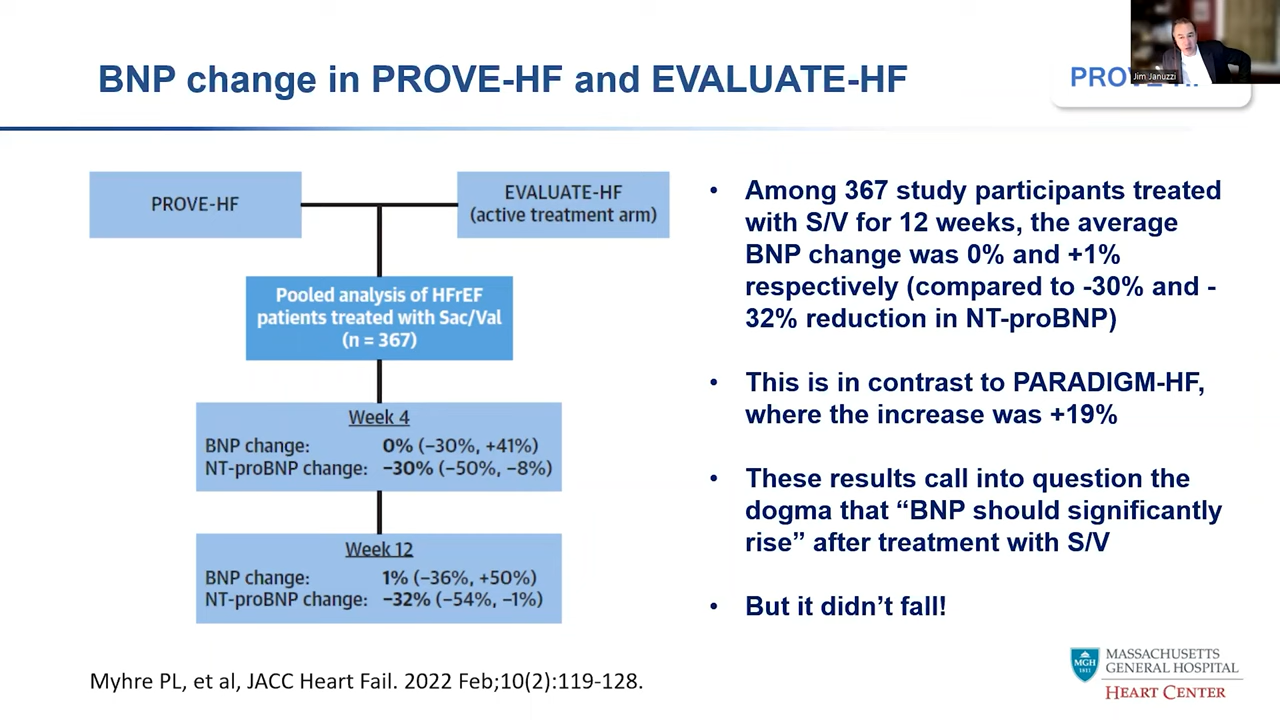 BNP change in PROVE-HF and EVALUATE-HF
Jim Januzzi
PROVE-HF
EVALUATE-HF
(active treatment arm)
Pooled analysis of HFrEF
patients treated with Sac/Val
(n = 367)
Week 4
BNP change: 0% (−30%, +41%)
NT-proBNP change: −30% (−50%, −8%)
Week 12
BNP change: 1% (−36%, +50%)
NT-proBNP change: −32% (−54%, −1%)
• Among 367 study participants treated
with S/V for 12 weeks, the average
BNP change was 0% and +1%
respectively (compared to -30% and -
32% reduction in NT-proBNP)
• This is in contrast to PARADIGM-HF,
where the increase was +19%
• These results call into question the
dogma that “BNP should significantly
rise” after treatment with S/V
• But it didn’t fall!
Myhre PL, et al, JACC Heart Fail. 2022 Feb;10(2):119-128.
MGH
1811
MASSACHUSETTS
GENERAL HOSPITAL
HEART CENTER